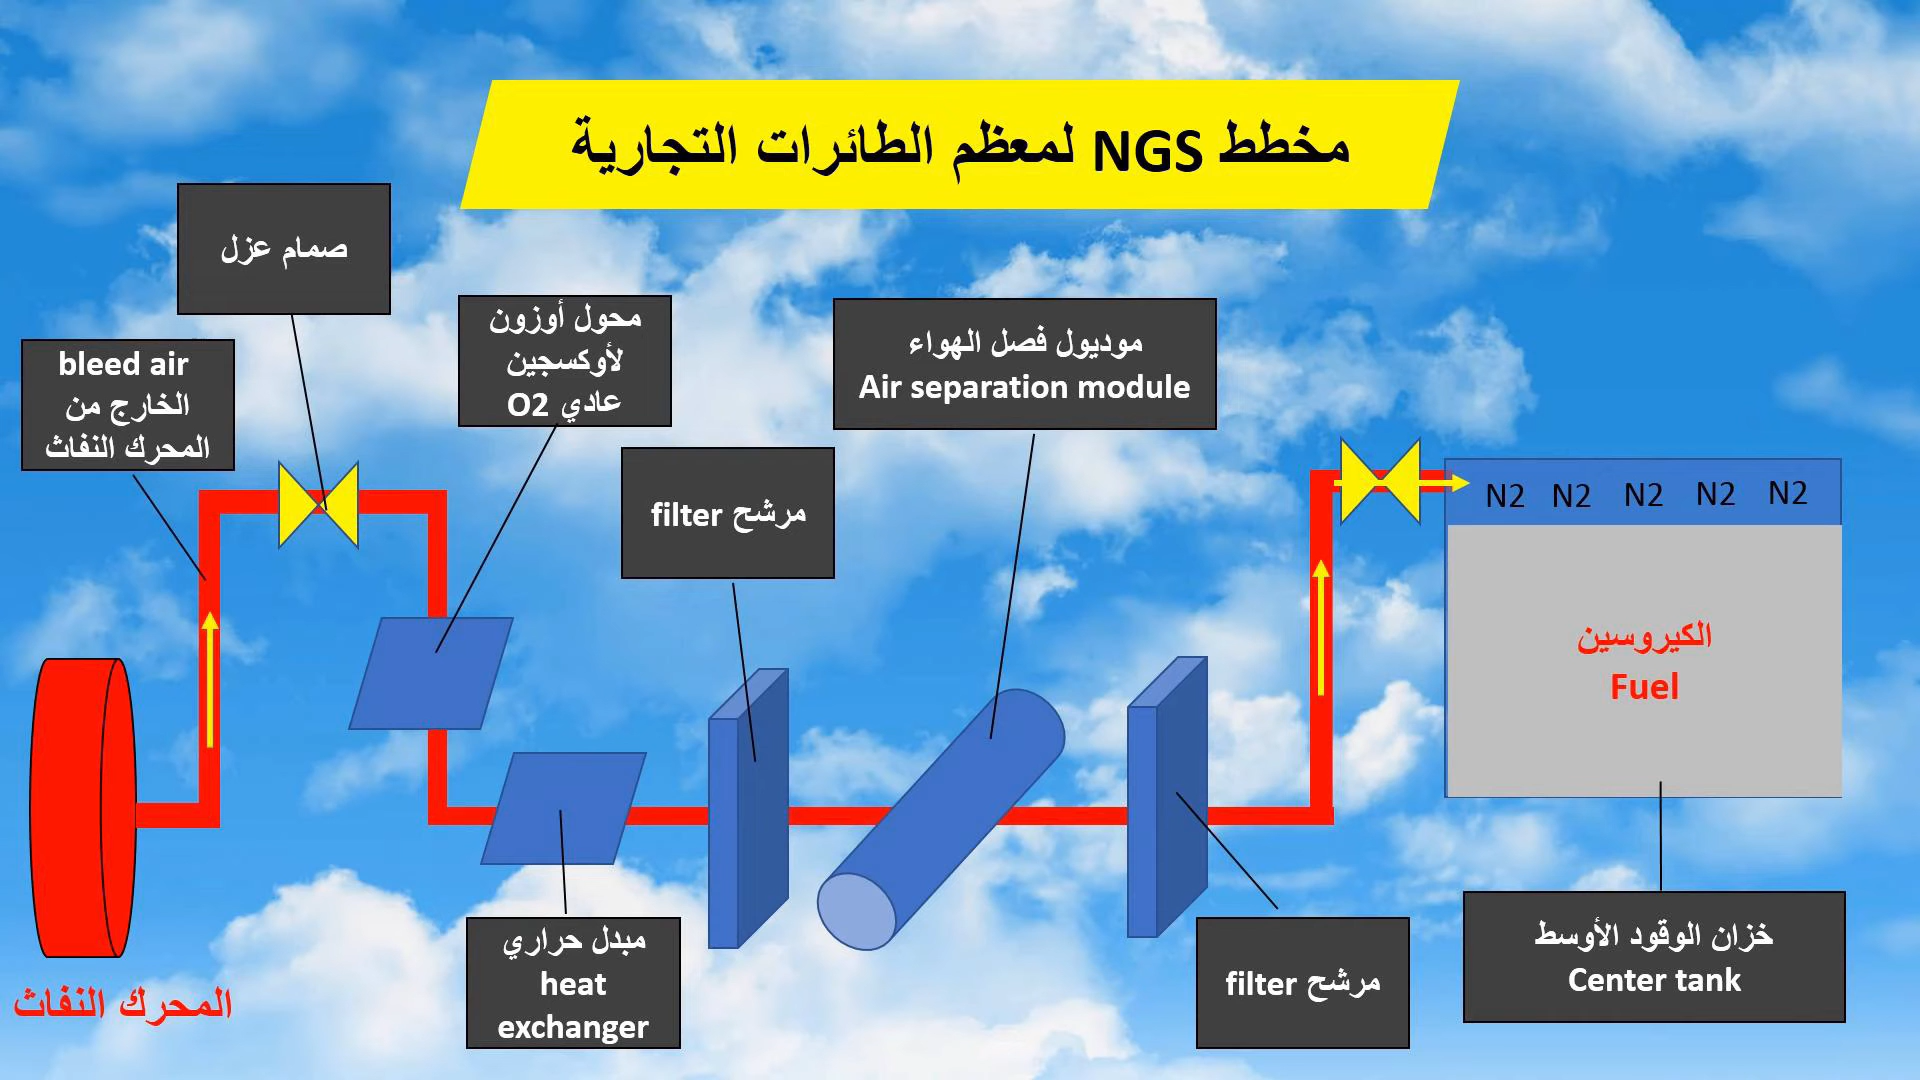 مخطط NGS لمعظم الطائرات التجارية
صمام عزل
bleed air
الخارج من
المحرك النفاث
محول أوزون
لأوكسجين
عادي O2
موديول فصل الهواء
Air separation module
مرشح filter
N2 N2 N2 N2 N2
الكيروسين
Fuel
مبدل حراري
heat
exchanger
مرشح filter
خزان الوقود الأوسط
Center tank
المحرك النفاث